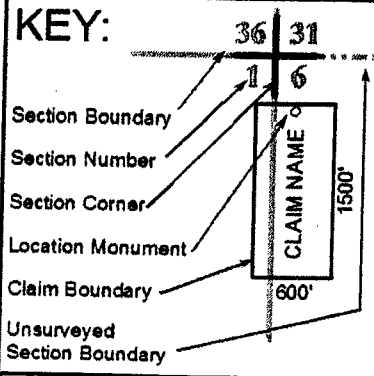 KEY:
36 31
1 6
Section Boundary
Section Number
Section Corner
Location Monument
Claim Boundary
Unsurveyed
Section Boundary
CLAIM NAME
1500'
600'